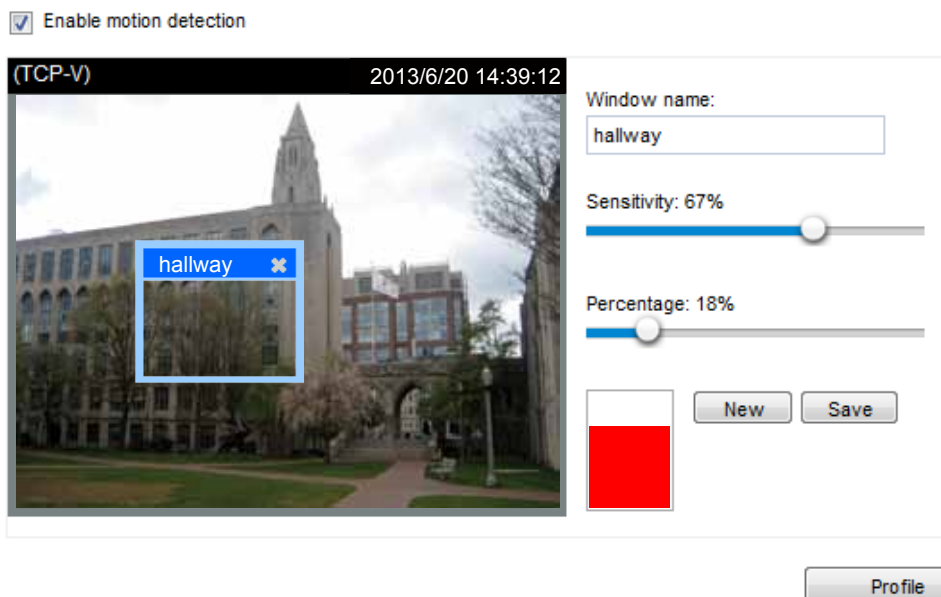 Enable motion detection
(TCP-V) 2013/6/20 14:39:12
Window name:
hallway
Sensitivity: 67%
hallway
Percentage: 18%
New Save
Profile